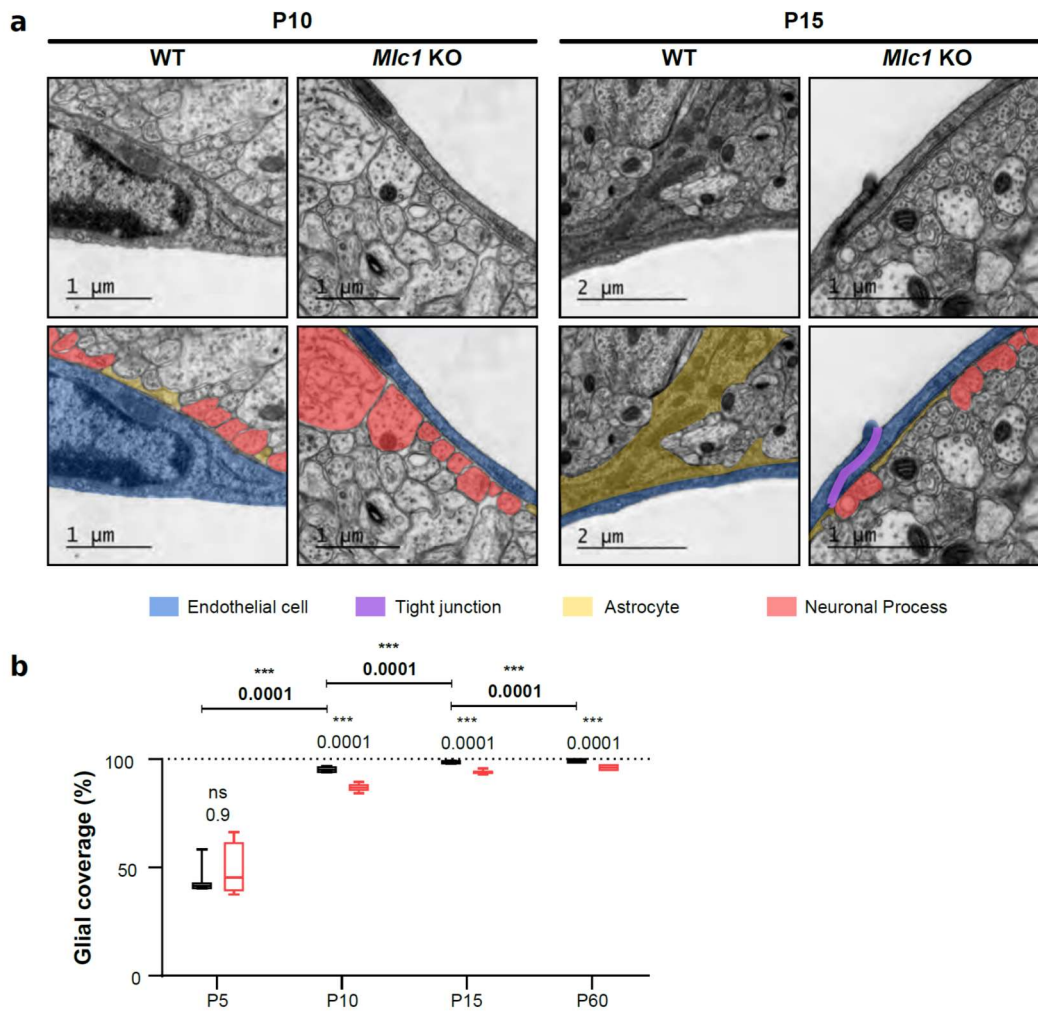 a
P10
P15
WT
Mlc1 KO
WT
Mlc1 KO
1 µm
1 µm
2 µm
1 µm
1 µm
1 µm
2 µm
1 µm
Endothelial cell
Tight junction
Astrocyte
Neuronal Process
b
***
0.0001
***
0.0001
***
0.0001
***
0.0001
***
0.0001
***
0.0001
ns
0.9
Glial coverage (%)
100
50
0
P5
P10
P15
P60